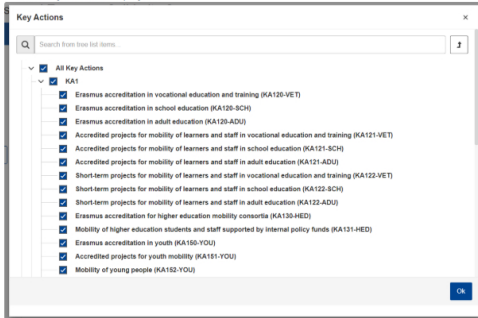 Key Actions
×
Search from tree list items...
All Key Actions
KA1
Erasmus accreditation in vocational education and training (KA120-VET)
Erasmus accreditation in school education (KA120-SCH)
Erasmus accreditation in adult education (KA120-ADU)
Accredited projects for mobility of learners and staff in vocational education and training (KA121-VET)
Accredited projects for mobility of learners and staff in school education (KA121-SCH)
Accredited projects for mobility of learners and staff in adult education (KA121-ADU)
Short-term projects for mobility of learners and staff in vocational education and training (KA122-VET)
Short-term projects for mobility of learners and staff in school education (KA122-SCH)
Short-term projects for mobility of learners and staff in adult education (KA122-ADU)
Erasmus accreditation for higher education mobility consortia (KA130-HED)
Mobility of higher education students and staff supported by internal policy funds (KA131-HED)
Erasmus accreditation in youth (KA150-YOU)
Accredited projects for youth mobility (KA151-YOU)
Mobility of young people (KA152-YOU)
Ok